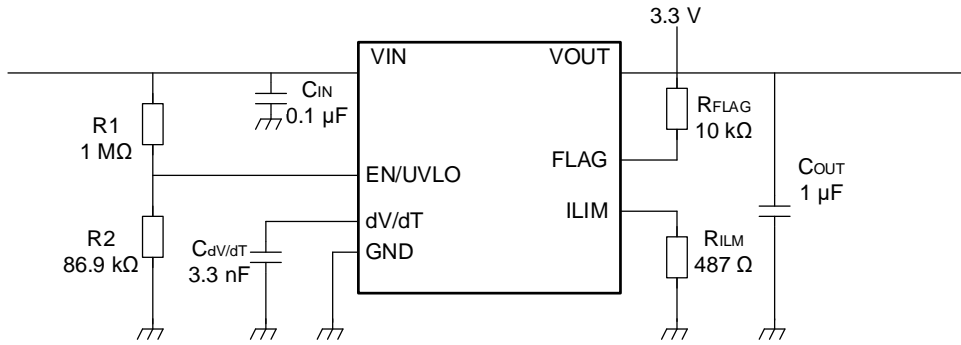 3.3 V
VIN
VOUT
CIN
0.1 µF
RFLAG
10 kΩ
R1
1 MΩ
FLAG
EN/UVLO
COUT
1 µF
ILIM
dV/dT
R2
86.9 kΩ
CdV/dT
3.3 nF
GND
RILM
487 Ω